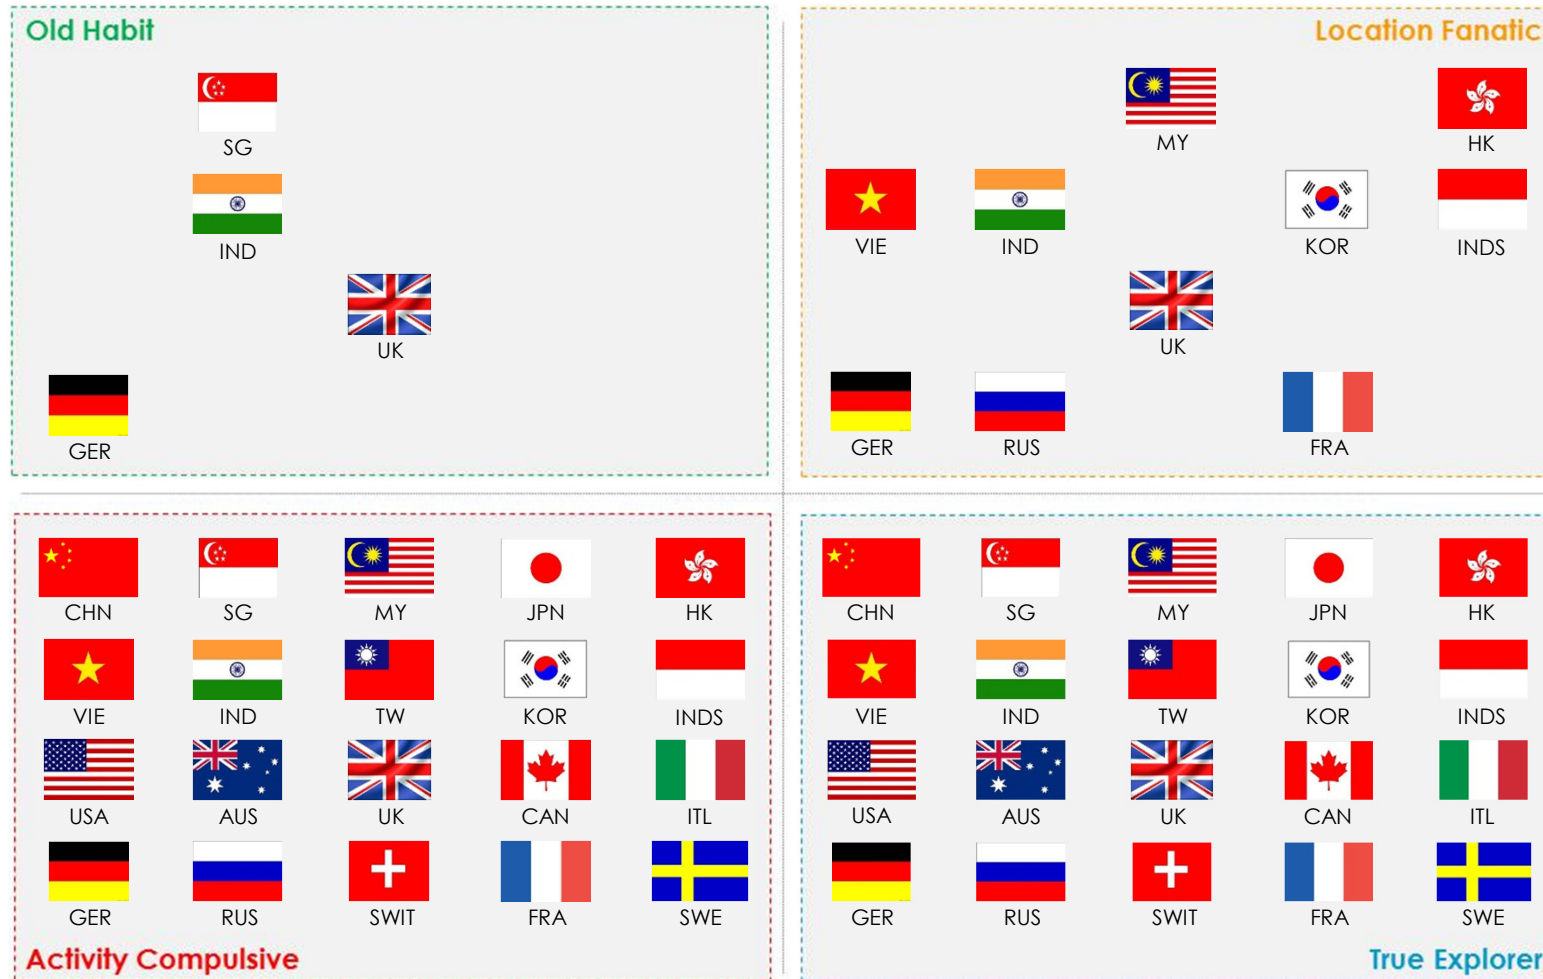 Old Habit
SG
IND
UK
GER
Location Fanatic
MY HK
VIE IND KOR INDS
UK
GER RUS FRA
CHN SG MY JPN HK
VIE IND TW KOR INDS
USA AUS UK CAN ITL
GER RUS SWIT FRA SWE
Activity Compulsive
CHN SG MY JPN HK
VIE IND TW KOR INDS
USA AUS UK CAN ITL
GER RUS SWIT FRA SWE
True Explorer